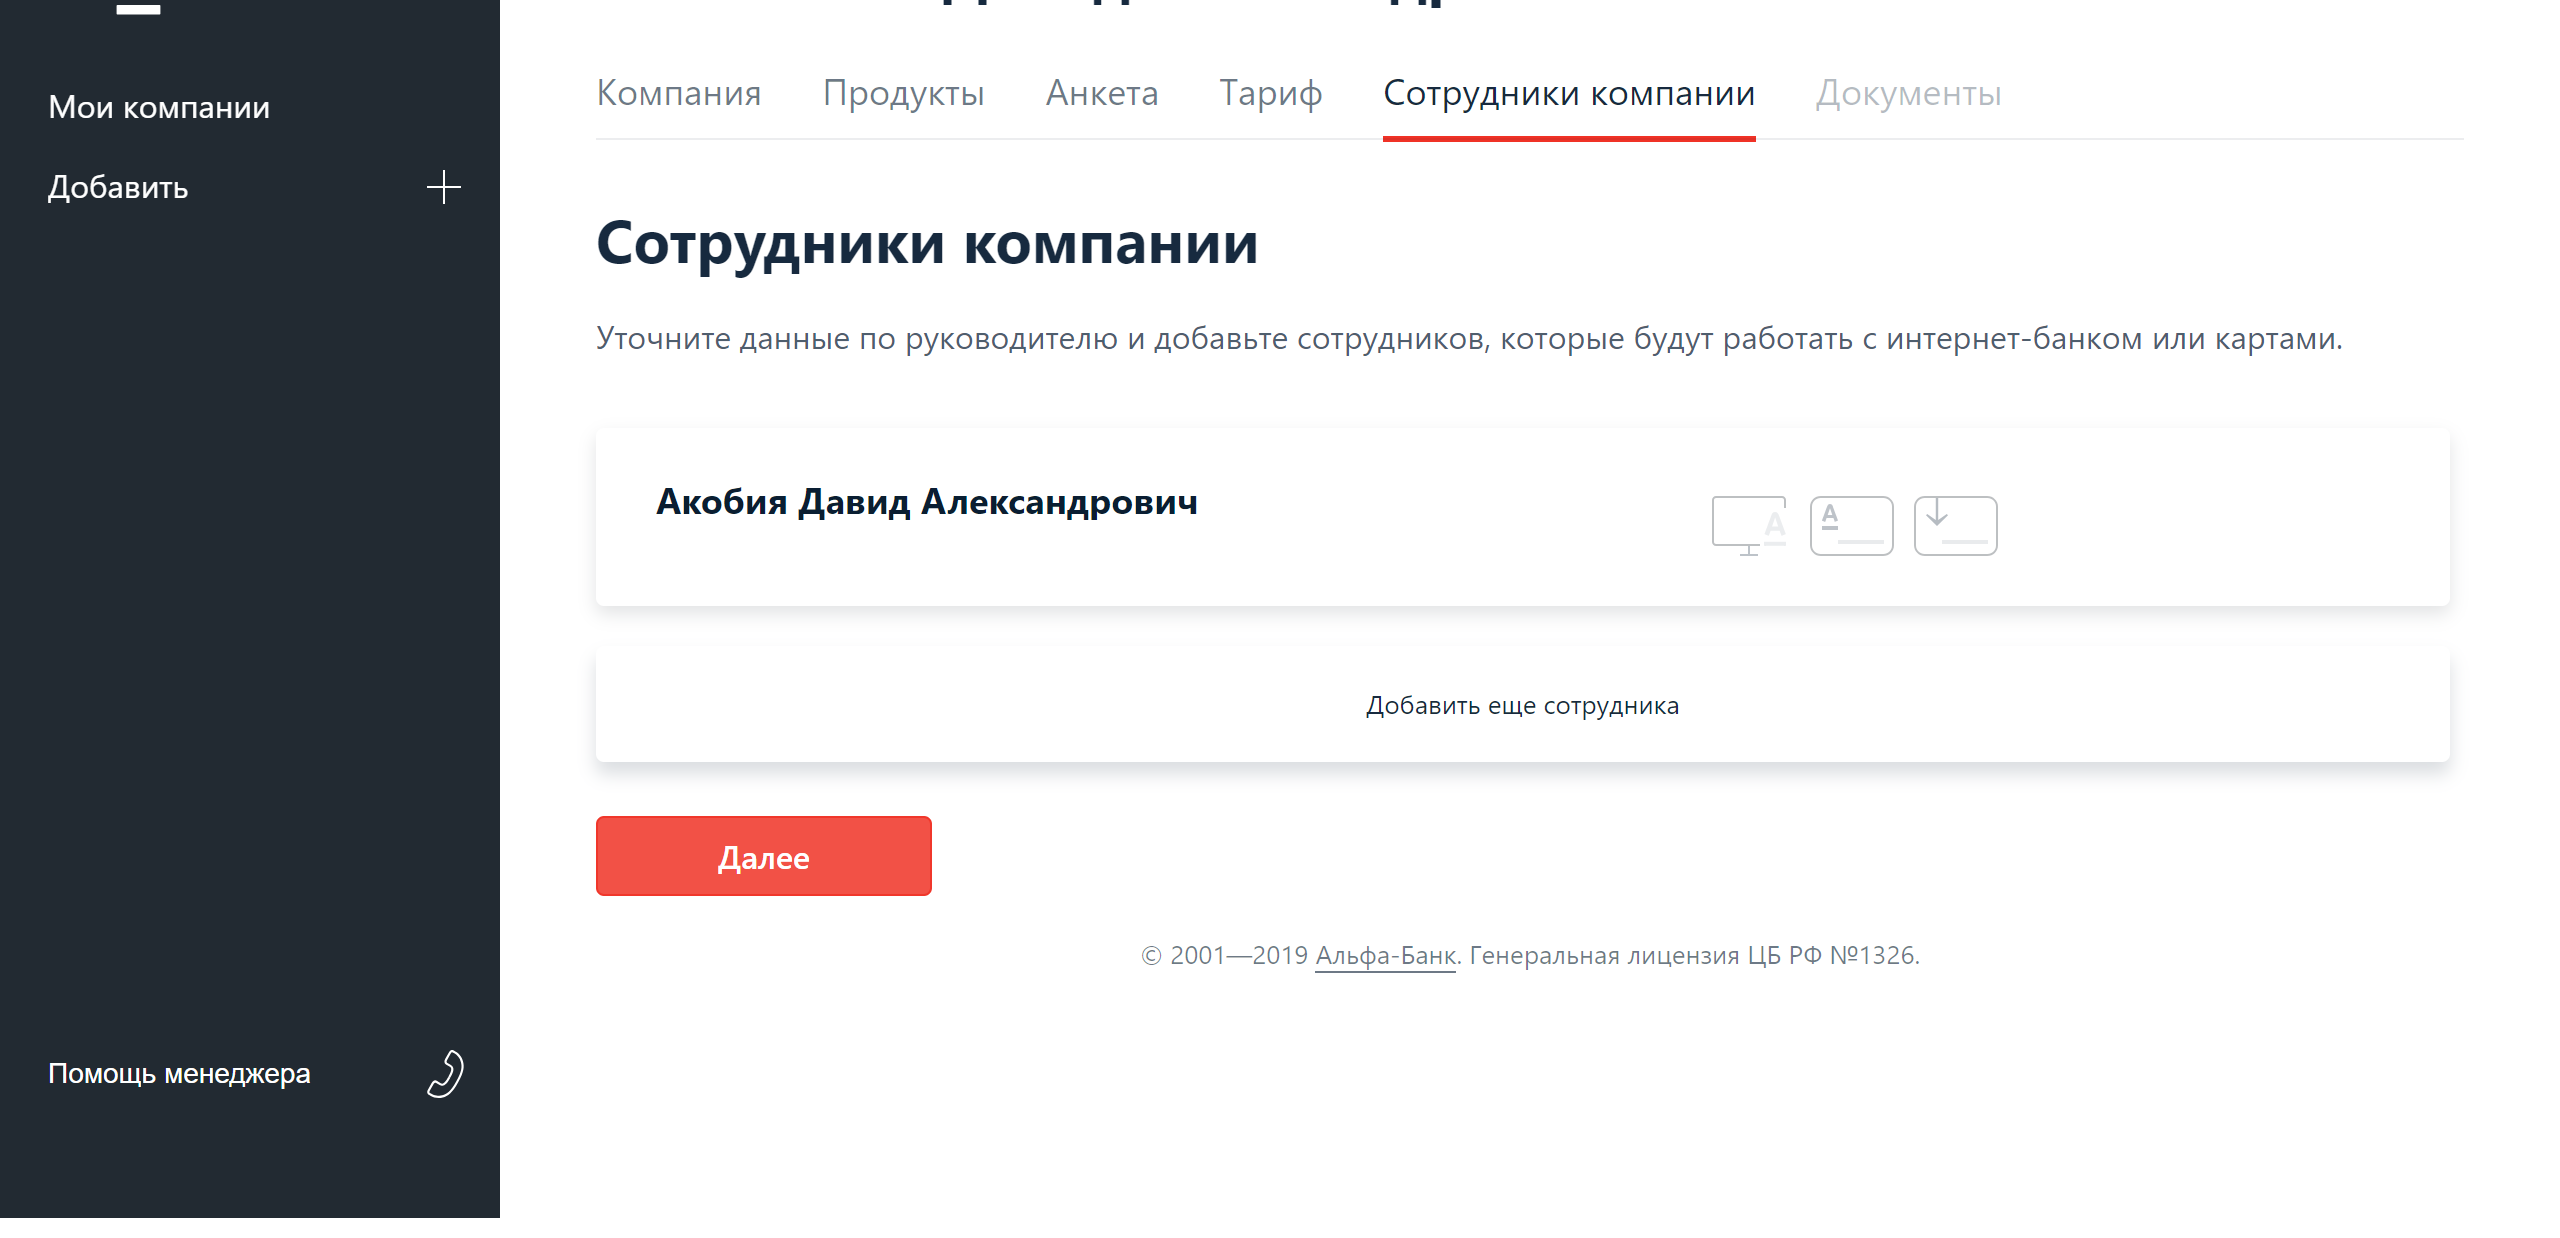 Мои компании
Добавить
Компания Продукты Анкета Тариф Сотрудники компании Документы
Сотрудники компании
Уточните данные по руководителю и добавьте сотрудников, которые будут работать с интернет-банком или картами.
Акобия Давид Александрович
А А
Добавить еще сотрудника
Далее
© 2001—2019 Альфа-Банк. Генеральная лицензия ЦБ РФ №1326.
Помощь менеджера